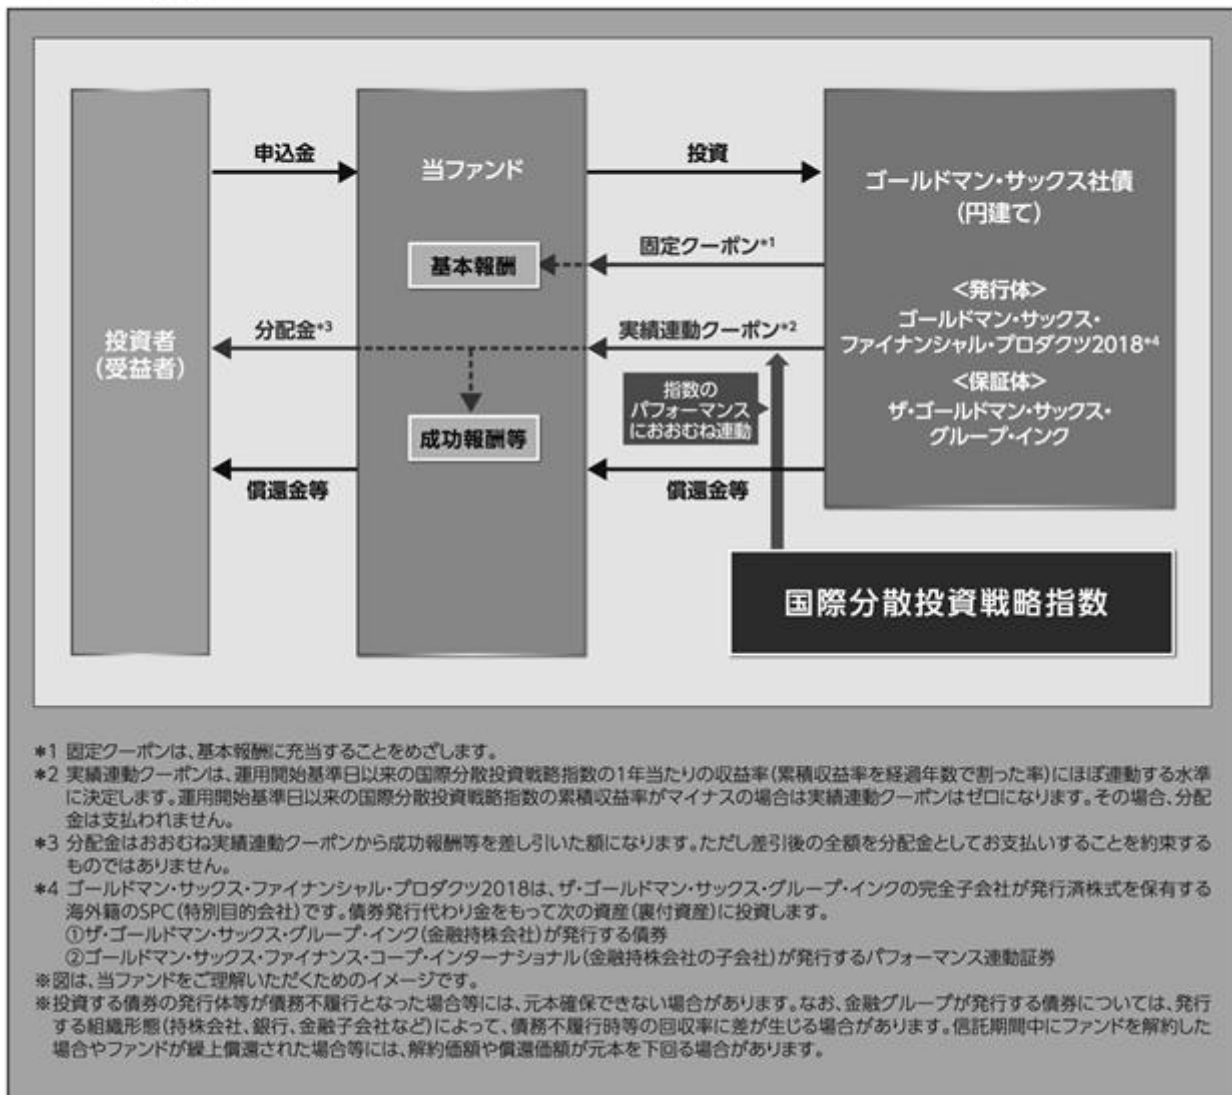 申込金
当ファンド
投資
ゴールドマン・サックス社債
(円建て)
固定クーポン*1
基本報酬
<発行体>
ゴールドマン・サックス・
ファイナンシャル・プロダクツ2018*4
<保証体>
ザ・ゴールドマン・サックス・
グループ・インク
投資者
(受益者)
分配金*3
実績連動クーポン*2
指数の
パフォーマンス
におおむね連動
成功報酬等
償還金等
償還金等
国際分散投資戦略指数
*1 固定クーポンは、基本報酬に充当することをめざします。
*2 実績連動クーポンは、運用開始基準日以来の国際分散投資戦略指数の1年当たりの収益率(累積収益率を経過年数で割った率)にほぼ連動する水準
に決定します。運用開始基準日以来の国際分散投資戦略指数の累積収益率がマイナスの場合は実績連動クーポンはゼロになります。その場合、分配
金は支払われません。
*3 分配金はおおむね実績連動クーポンから成功報酬等を差し引いた額になります。ただし差引後の全額を分配金としてお支払いすることを約束する
ものではありません。
*4 ゴールドマン・サックス・ファイナンシャル・プロダクツ2018は、ザ・ゴールドマン・サックス・グループ・インクの完全子会社が発行済株式を保有する
海外籍のSPC(特別目的会社)です。債券発行代わり金をもって次の資産(裏付資産)に投資します。
①ザ・ゴールドマン・サックス・グループ・インク(金融持株会社)が発行する債券
②ゴールドマン・サックス・ファイナンス・コープ・インターナショナル(金融持株会社の子会社)が発行するパフォーマンス連動証券
※図は、当ファンドをご理解いただくためのイメージです。
※投資する債券の発行体等が債務不履行となった場合等には、元本確保できない場合があります。なお、金融グループが発行する債券については、発行
する組織形態(持株会社、銀行、金融子会社など)によって、債務不履行時等の回収率に差が生じる場合があります。信託期間中にファンドを解約した
場合やファンドが繰上償還された場合等には、解約価額や償還価額が元本を下回る場合があります。